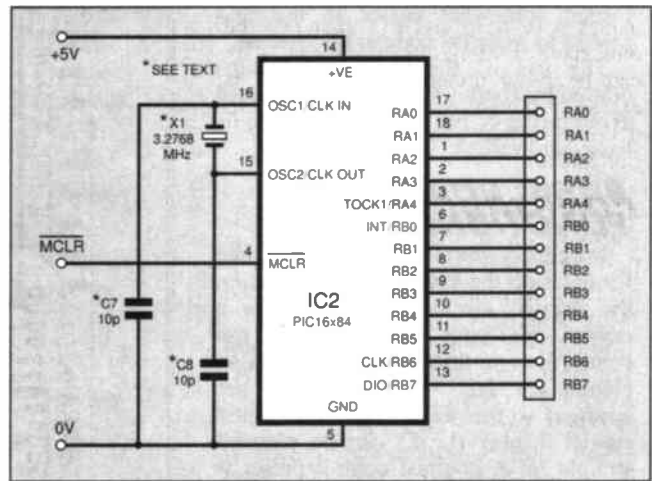 +5V
*SEE TEXT
14
+VE
16
OSC1/CLK IN
*X1
3.2768
MHz
15
OSC2/CLK OUT
MCLR
4
MCLR
*C7
10p
*C8
10p
IC2
PIC16x84
0V
5
GND
RA0
17
RA0
RA1
18
RA1
RA2
1
RA2
RA3
2
RA3
TOCK1/RA4
3
RA4
INT/RB0
6
RB0
RB1
7
RB1
RB2
8
RB2
RB3
9
RB3
RB4
10
RB4
RB5
11
RB5
CLK/RB6
12
RB6
DIO/RB7
13
RB7